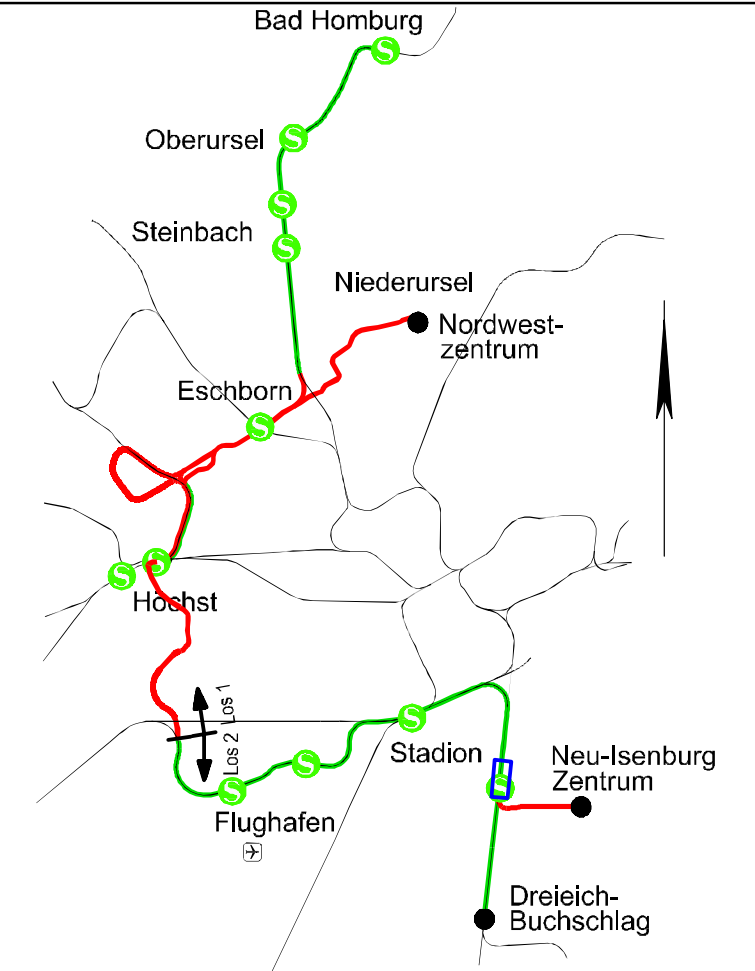 Bad Homburg
S
Oberursel
S
S
Steinbach
S
Niederursel
Nordwest-
zentrum
Eschborn
S
S
S
Höchst
Los 1
Los 2
S
Stadion
S
S
Flughafen
S
Neu-Isenburg
Zentrum
Dreieich-
Buchschlag